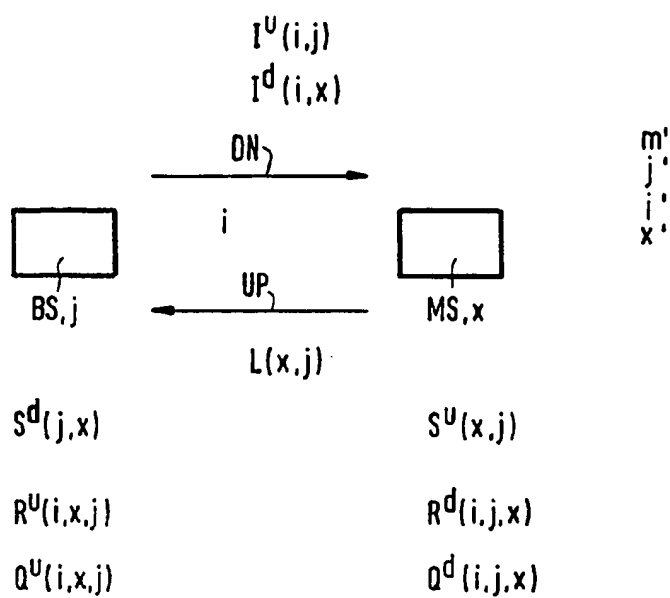 I^u(i,j)
I^d(i,x)
DN
m'
j'
i'
x'
i
UP
BS,j
MS,x
L(x,j)
S^d(j,x)
S^u(x,j)
R^u(i,x,j)
R^d(i,j,x)
Q^u(i,x,j)
Q^d(i,j,x)